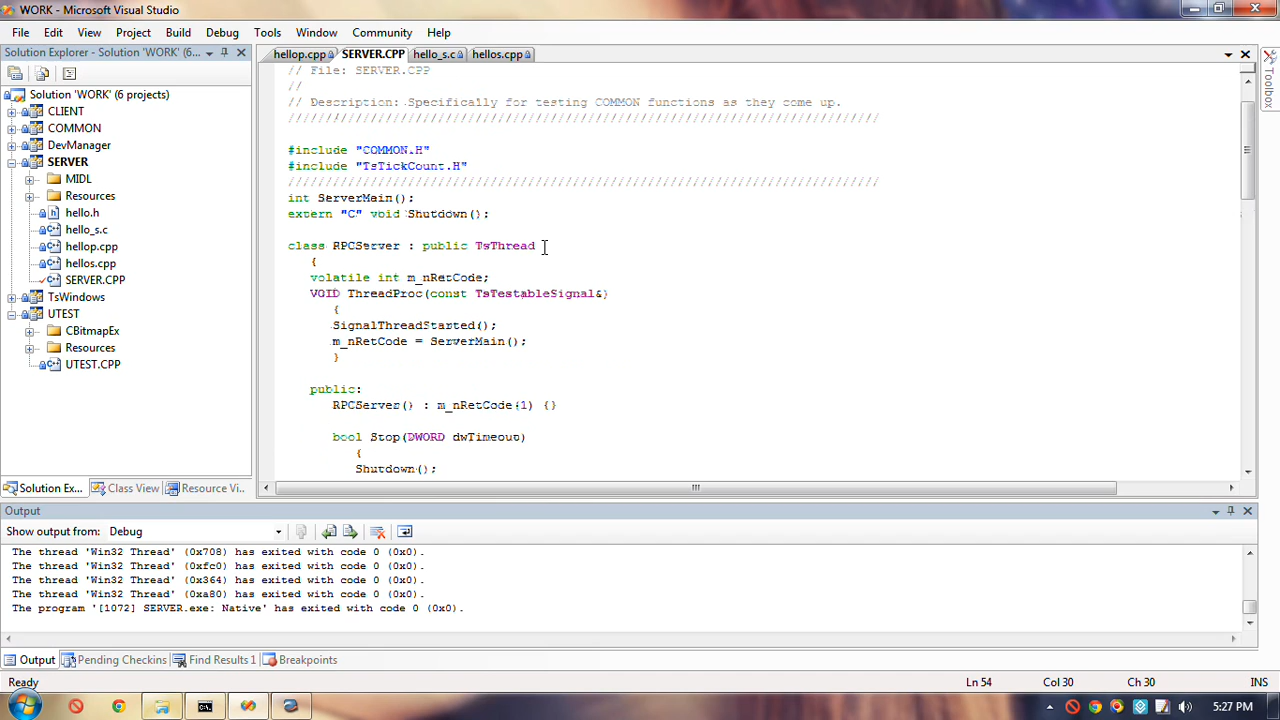 WORK - Microsoft Visual Studio
File Edit View Project Build Debug Tools Window Community Help
Solution Explorer - Solution 'WORK' (6...
Solution 'WORK' (6 projects)
CLIENT
COMMON
DevManager
SERVER
MIDL
Resources
hello.h
hello_s.c
hellop.cpp
hellos.cpp
SERVER.CPP
TsWindows
UTEST
CBitmapEx
Resources
UTEST.CPP
Solution Ex... Class View Resource Vi...
hellop.cpp SERVER.CPP hello_s.c hellos.cpp
// File: SERVER.CPP
//
// Description: Specifically for testing COMMON functions as they come up.
///////////////////////////////////////////////////////////////////////////////
#include "COMMON.H"
#include "TsTickCount.H"
///////////////////////////////////////////////////////////////////////////////
int ServerMain();
extern "C" void Shutdown();
class RPCServer : public TsThread
{
volatile int m_nRetCode;
VOID ThreadProc(const TsTestableSignal&)
{
SignalThreadStarted();
m_nRetCode = ServerMain();
}
public:
RPCServer() : m_nRetCode(1) {}
bool Stop(DWORD dwTimeout)
{
Shutdown();
Toolbox
Output
Show output from: Debug
The thread 'Win32 Thread' (0x708) has exited with code 0 (0x0).
The thread 'Win32 Thread' (0xfc0) has exited with code 0 (0x0).
The thread 'Win32 Thread' (0x364) has exited with code 0 (0x0).
The thread 'Win32 Thread' (0xa80) has exited with code 0 (0x0).
The program '[1072] SERVER.exe: Native' has exited with code 0 (0x0).
Output Pending Checkins Find Results 1 Breakpoints
Ready Ln 54 Col 30 Ch 30 INS
5:27 PM